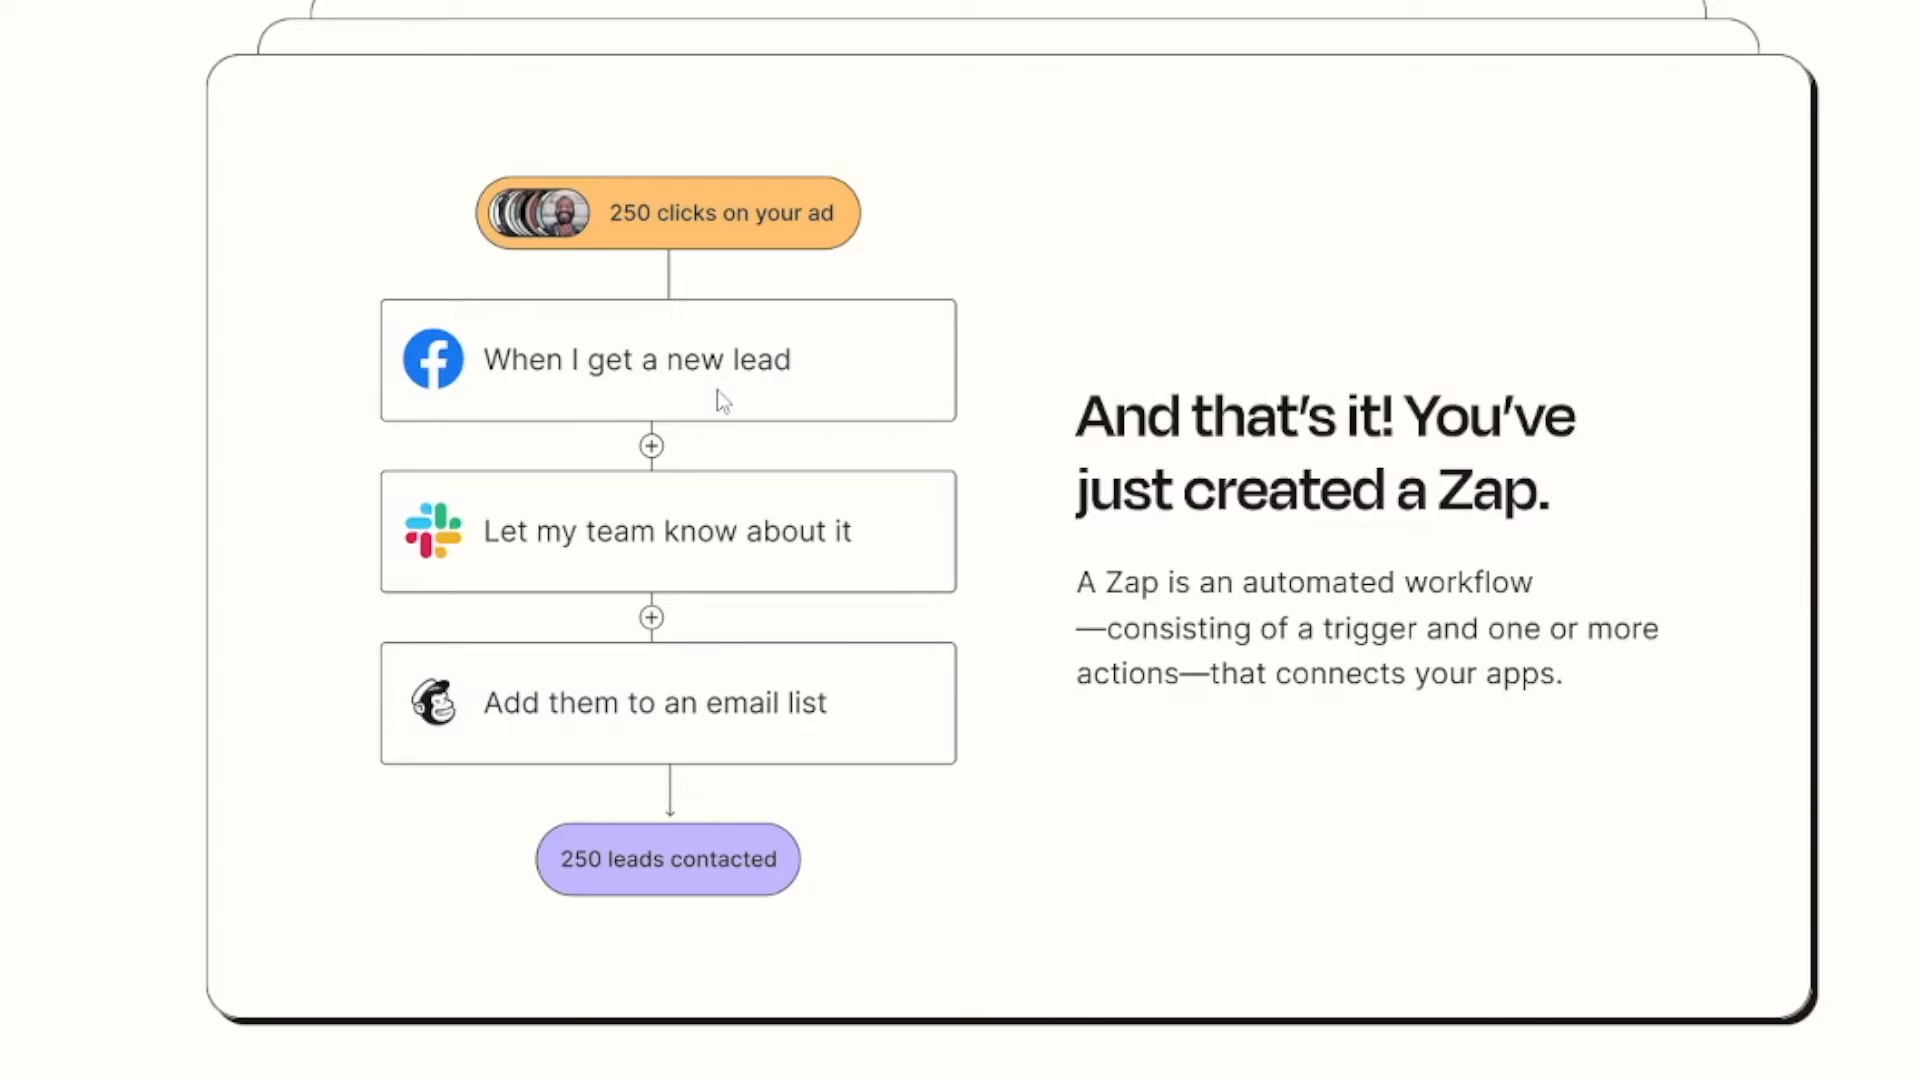 250 clicks on your ad
When I get a new lead
Let my team know about it
Add them to an email list
250 leads contacted
And that’s it! You’ve
just created a Zap.
A Zap is an automated workflow
—consisting of a trigger and one or more
actions—that connects your apps.